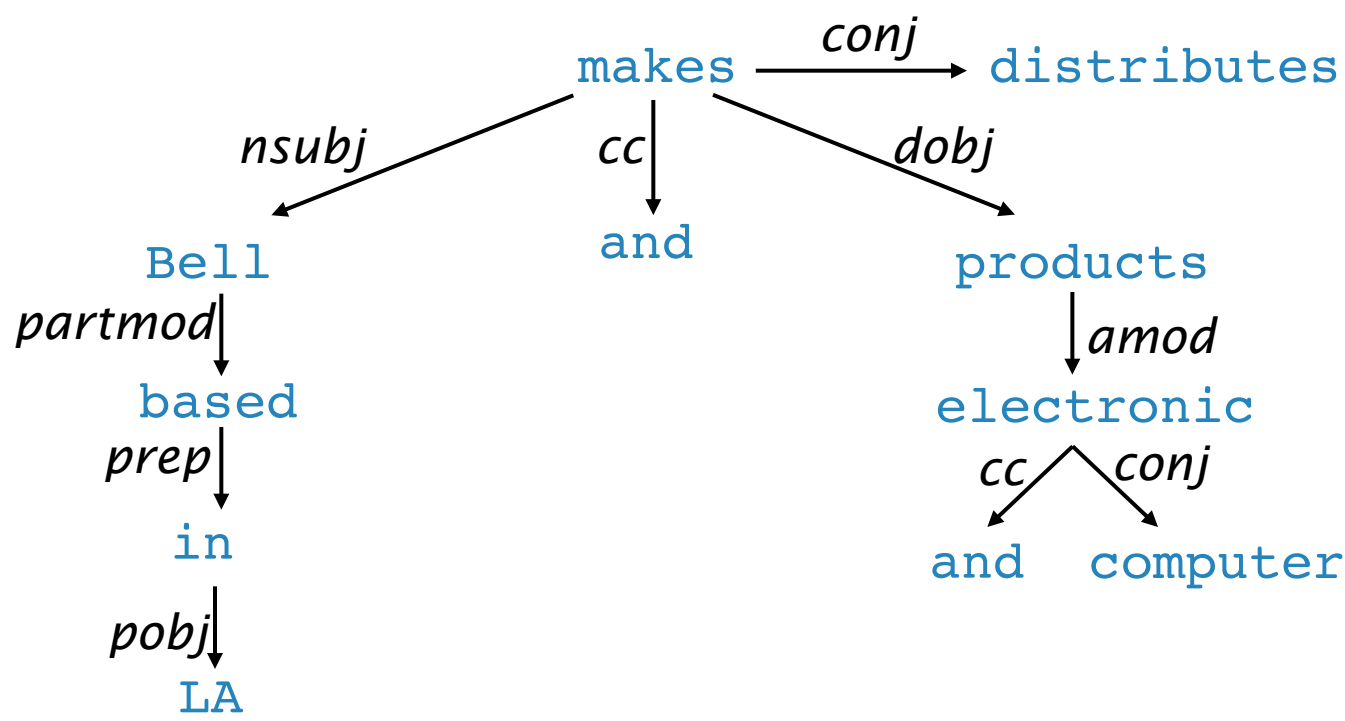 conj
makes distributes
nsubj cc dobj
and
Bell products
partmod amod
based electronic
prep cc conj
in and computer
pobj
LA